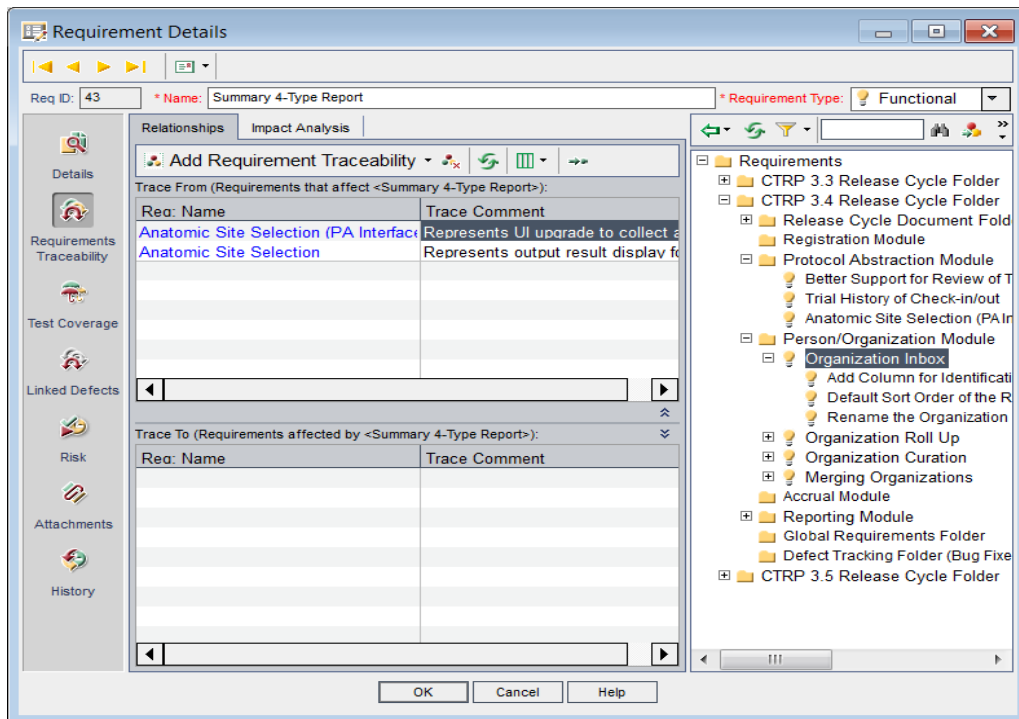 Requirement Details
Req ID: 43 * Name: Summary 4-Type Report * Requirement Type: Functional
Details
Requirements
Traceability
Test Coverage
Linked Defects
Risk
Attachments
History
Relationships Impact Analysis
Add Requirement Traceability
Trace From (Requirements that affect <Summary 4-Type Report>):
Req: Name Trace Comment
Anatomic Site Selection (PA Interface Represents UI upgrade to collect a
Anatomic Site Selection Represents output result display fo
Trace To (Requirements affected by <Summary 4-Type Report>):
Req: Name Trace Comment
Requirements
CTRP 3.3 Release Cycle Folder
CTRP 3.4 Release Cycle Folder
Release Cycle Document Fold
Registration Module
Protocol Abstraction Module
Better Support for Review of T
Trial History of Check-in/out
Anatomic Site Selection (PA In
Person/Organization Module
Organization Inbox
Add Column for Identificati
Default Sort Order of the R
Rename the Organization
Organization Roll Up
Organization Curation
Merging Organizations
Accrual Module
Reporting Module
Global Requirements Folder
Defect Tracking Folder (Bug Fixe
CTRP 3.5 Release Cycle Folder
OK Cancel Help